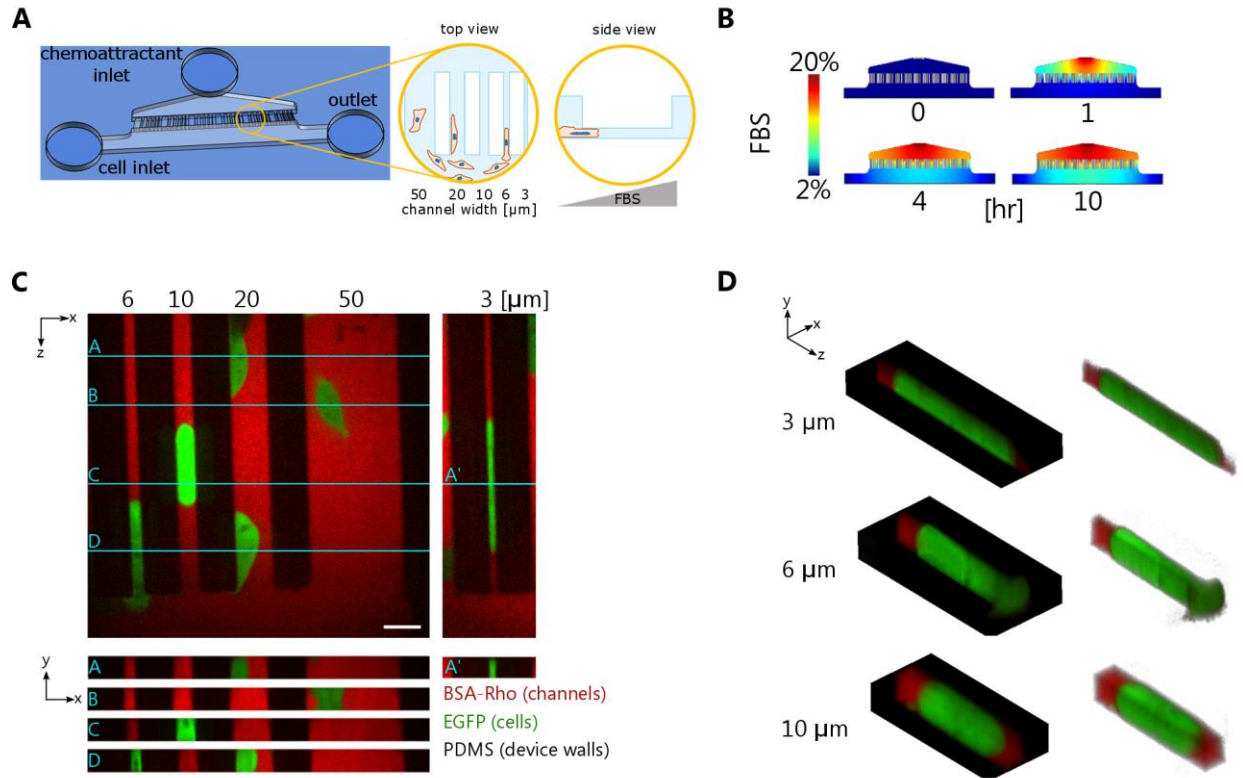 A
chemoattractant
inlet
outlet
cell inlet
top view
side view
50 20 10 6 3
channel width [µm]
FBS
B
20%
FBS
2%
0
1
4
10
[hr]
C
6 10 20 50 3 [µm]
x
z
A
B
C
D
A'
y
x
A
B
C
D
A'
BSA-Rho (channels)
EGFP (cells)
PDMS (device walls)
D
y
x
z
3 µm
6 µm
10 µm